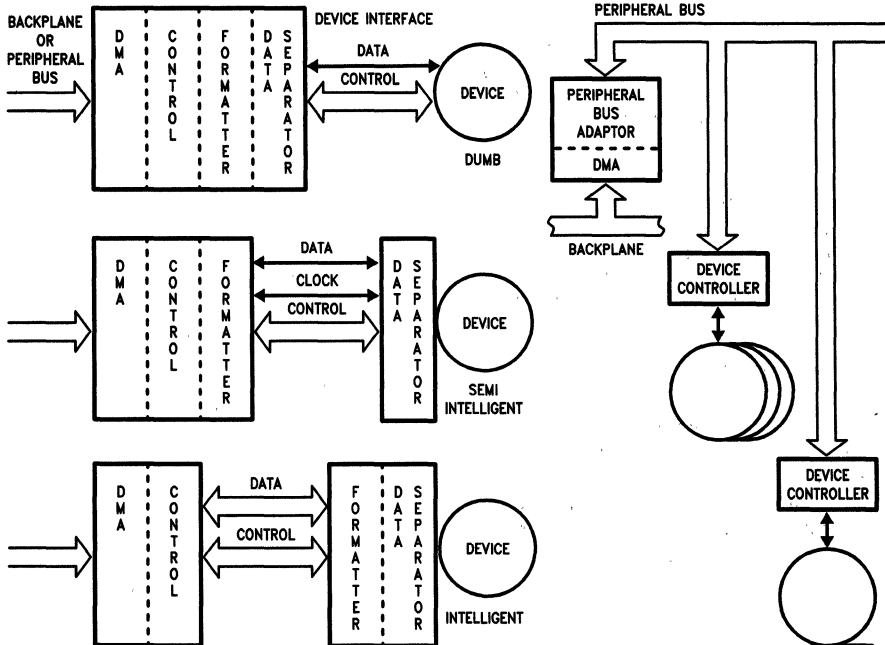 BACKPLANE
OR
PERIPHERAL
BUS
DMA
CONTROL
FORMATTER
DATA
SEPARATOR
DEVICE INTERFACE
DATA
CONTROL
DEVICE
DUMB
DMA
CONTROL
FORMATTER
DATA
CLOCK
CONTROL
DATA
SEPARATOR
DEVICE
SEMI
INTELLIGENT
DMA
CONTROL
DATA
CONTROL
FORMATTER
DATA
SEPARATOR
DEVICE
INTELLIGENT
PERIPHERAL BUS
PERIPHERAL
BUS
ADAPTOR
DMA
BACKPLANE
DEVICE
CONTROLLER
DEVICE
CONTROLLER